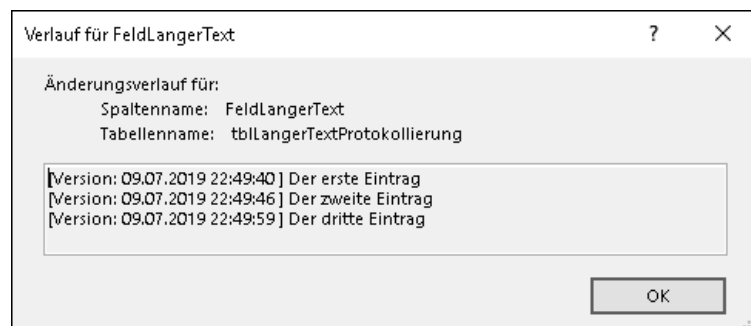 Verlauf für FeldLangerText
? ×
Änderungsverlauf für:
Spaltenname: FeldLangerText
Tabellenname: tblLangerTextProtokollierung
[Version: 09.07.2019 22:49:40 ] Der erste Eintrag
[Version: 09.07.2019 22:49:46 ] Der zweite Eintrag
[Version: 09.07.2019 22:49:59 ] Der dritte Eintrag
OK